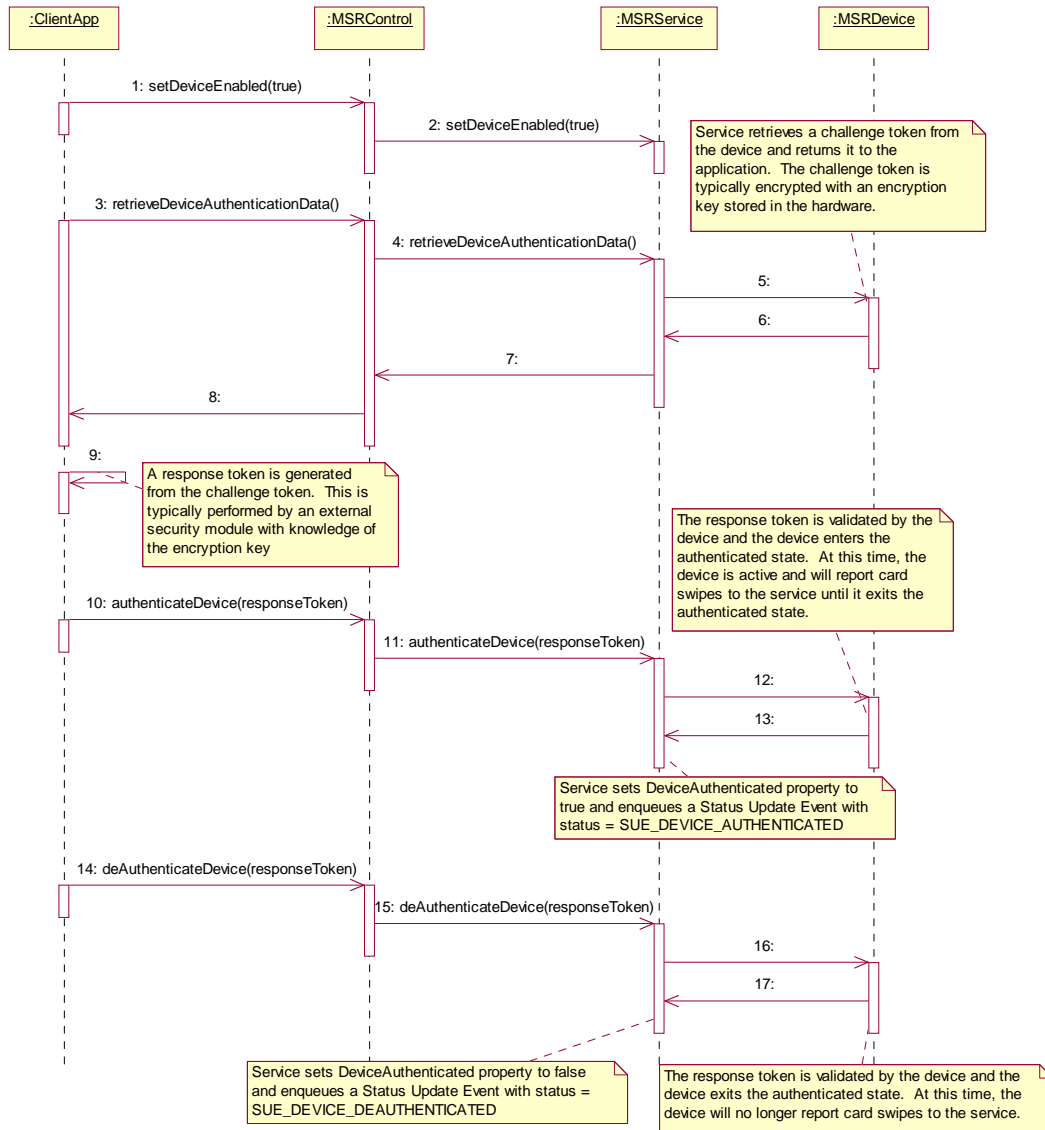 :ClientApp
:MSRControl
:MSRService
:MSRDevice
1: setDeviceEnabled(true)
2: setDeviceEnabled(true)
Service retrieves a challenge token from
the device and returns it to the
application. The challenge token is
typically encrypted with an encryption
key stored in the hardware.
3: retrieveDeviceAuthenticationData()
4: retrieveDeviceAuthenticationData()
5:
6:
7:
8:
9:
A response token is generated
from the challenge token. This is
typically performed by an external
security module with knowledge of
the encryption key
The response token is validated by the
device and the device enters the
authenticated state. At this time, the
device is active and will report card
swipes to the service until it exits the
authenticated state.
10: authenticateDevice(responseToken)
11: authenticateDevice(responseToken)
12:
13:
Service sets DeviceAuthenticated property to
true and enqueues a Status Update Event with
status = SUE_DEVICE_AUTHENTICATED
14: deAuthenticateDevice(responseToken)
15: deAuthenticateDevice(responseToken)
16:
17:
Service sets DeviceAuthenticated property to false
and enqueues a Status Update Event with status =
SUE_DEVICE_DEAUTHENTICATED
The response token is validated by the device and the
device exits the authenticated state. At this time, the
device will no longer report card swipes to the service.